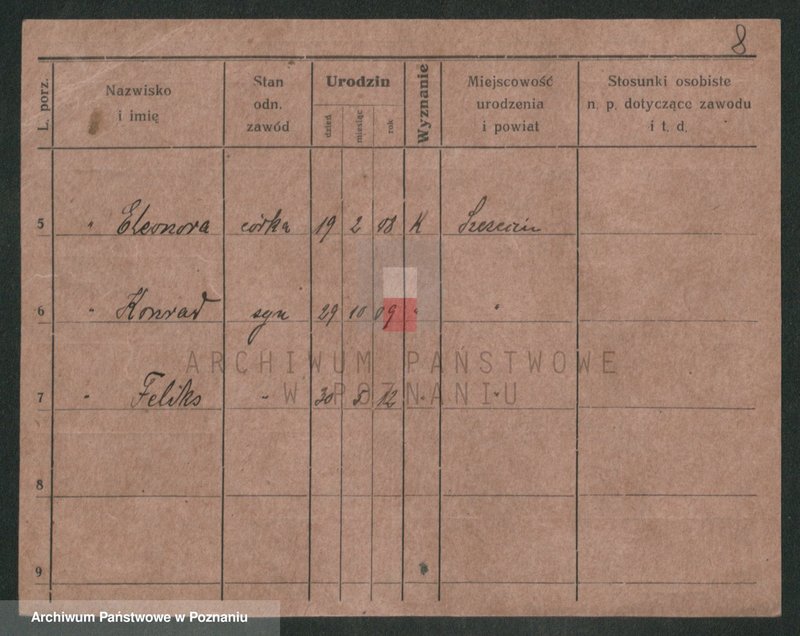 8
L. porz.
Nazwisko
i imię
Stan
odn.
zawód
Urodzin
dzień
miesiąc
rok
Wyznanie
Miejscowość
urodzenia
i powiat
Stosunki osobiste
n. p. dotyczące zawodu
i t. d.
5 " Eleonora córka 19 2 08 K Szczecin
6 " Konrad syn 29 10 09 " "
ARCHIWUM PAŃSTWOWE
W POZNANIU
7 " Feliks " 30 5 12 " "
8
9
Archiwum Państwowe w Poznaniu